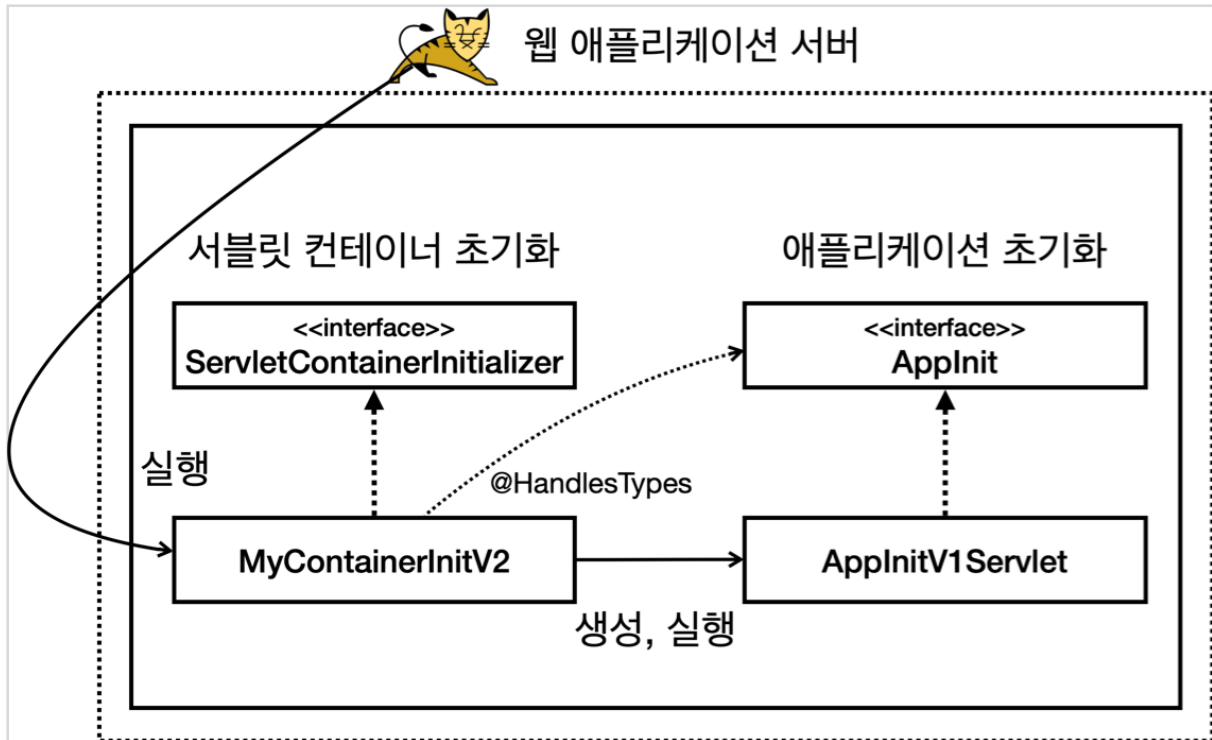 웹 애플리케이션 서버
서블릿 컨테이너 초기화
애플리케이션 초기화
<<interface>>
ServletContainerInitializer
<<interface>>
AppInit
실행
@HandlesTypes
MyContainerInitV2
AppInitV1Servlet
생성, 실행